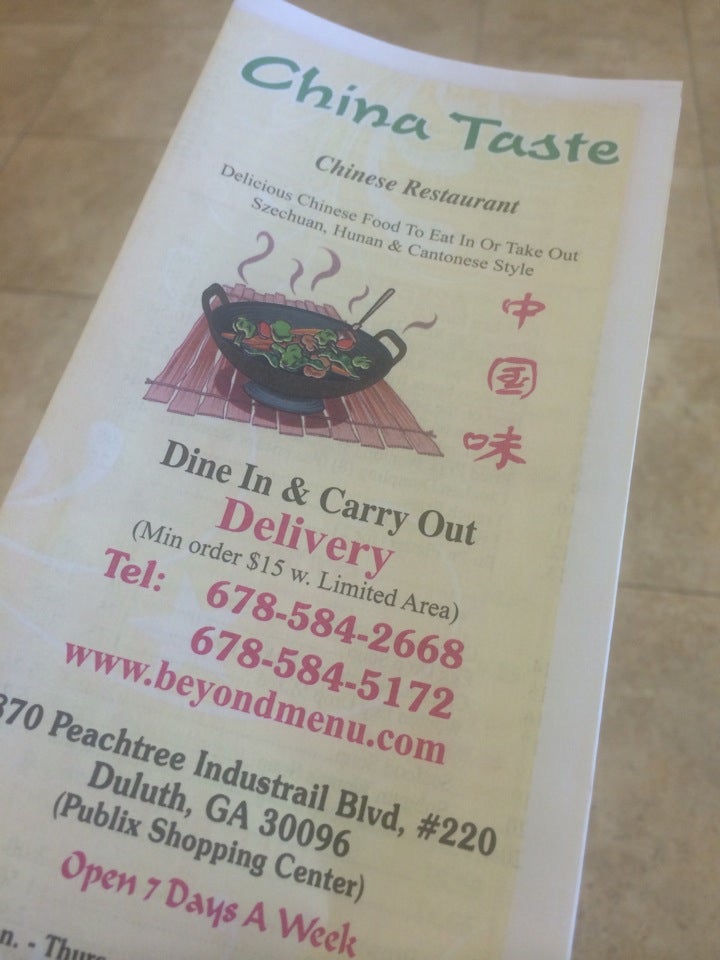 China Taste
Chinese Restaurant
Delicious Chinese Food To Eat In Or Take Out
Szechuan, Hunan & Cantonese Style
中
国
味
Dine In & Carry Out
Delivery
(Min order $15 w. Limited Area)
Tel: 678-584-2668
678-584-5172
www.beyondmenu.com
370 Peachtree Industrail Blvd, #220
Duluth, GA 30096
(Publix Shopping Center)
Open 7 Days A Week
n. - Thurs